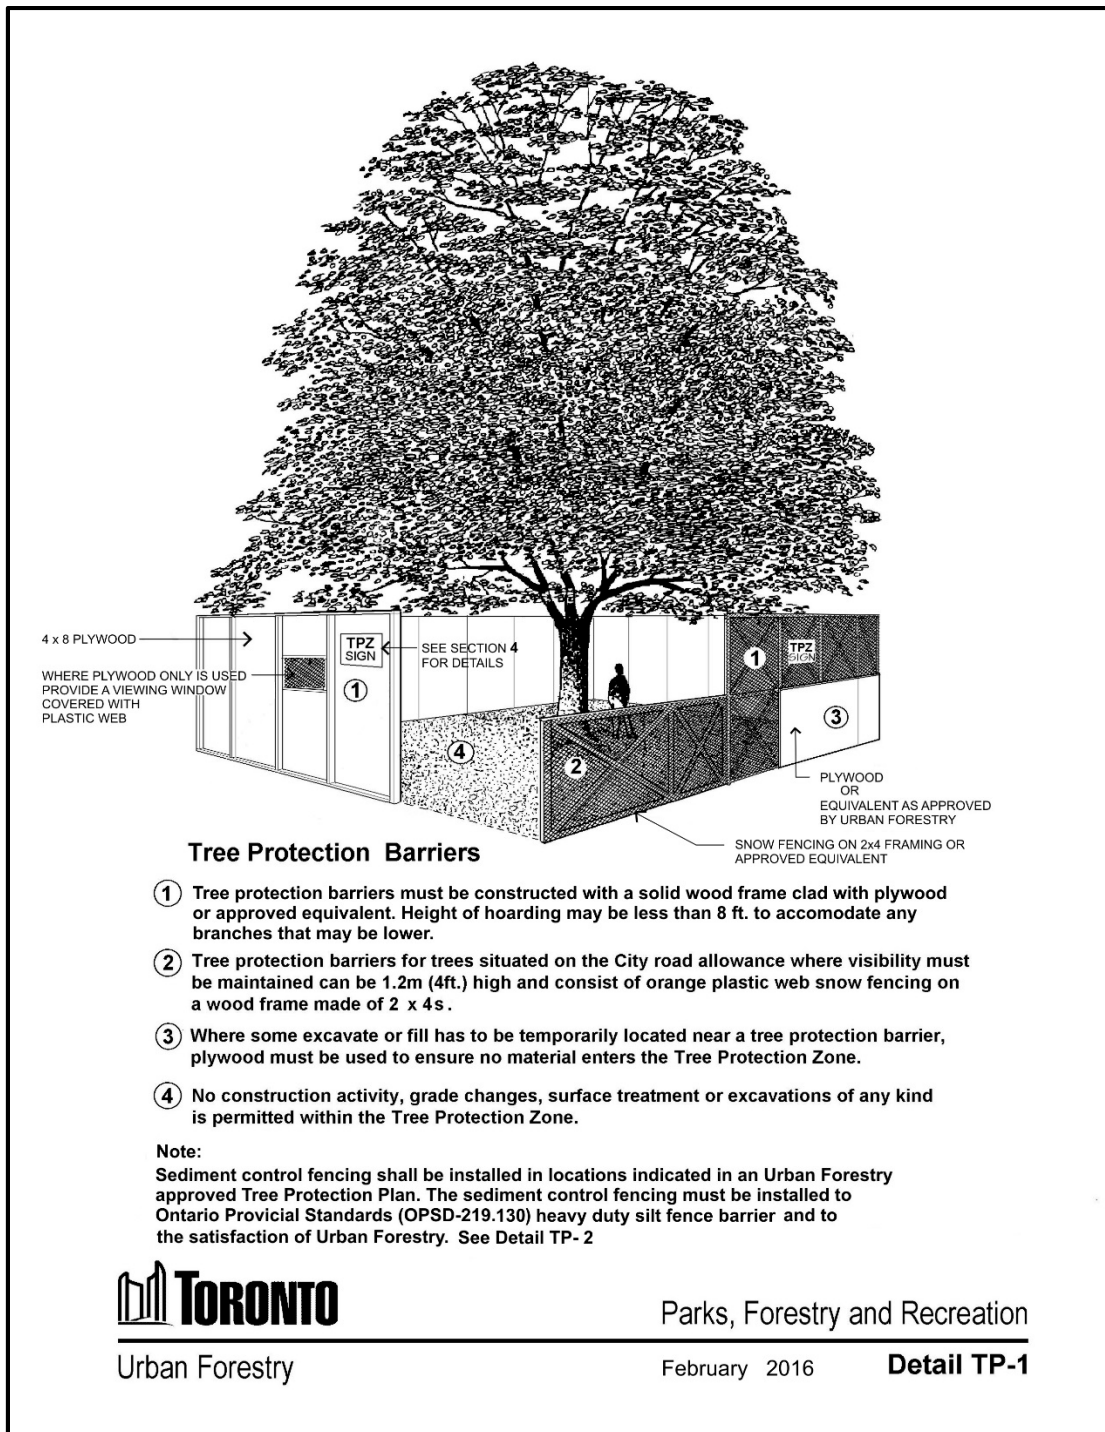 4 x 8 PLYWOOD
WHERE PLYWOOD ONLY IS USED
PROVIDE A VIEWING WINDOW
COVERED WITH
PLASTIC WEB
TPZ
SIGN
SEE SECTION 4
FOR DETAILS
1
4
2
1
TPZ
SIGN
3
PLYWOOD
OR
EQUIVALENT AS APPROVED
BY URBAN FORESTRY
SNOW FENCING ON 2x4 FRAMING OR
APPROVED EQUIVALENT
Tree Protection Barriers
1 Tree protection barriers must be constructed with a solid wood frame clad with plywood
or approved equivalent. Height of hoarding may be less than 8 ft. to accomodate any
branches that may be lower.
2 Tree protection barriers for trees situated on the City road allowance where visibility must
be maintained can be 1.2m (4ft.) high and consist of orange plastic web snow fencing on
a wood frame made of 2 x 4s.
3 Where some excavate or fill has to be temporarily located near a tree protection barrier,
plywood must be used to ensure no material enters the Tree Protection Zone.
4 No construction activity, grade changes, surface treatment or excavations of any kind
is permitted within the Tree Protection Zone.
Note:
Sediment control fencing shall be installed in locations indicated in an Urban Forestry
approved Tree Protection Plan. The sediment control fencing must be installed to
Ontario Provicial Standards (OPSD-219.130) heavy duty silt fence barrier and to
the satisfaction of Urban Forestry. See Detail TP- 2
TORONTO
Parks, Forestry and Recreation
Urban Forestry
February 2016
Detail TP-1